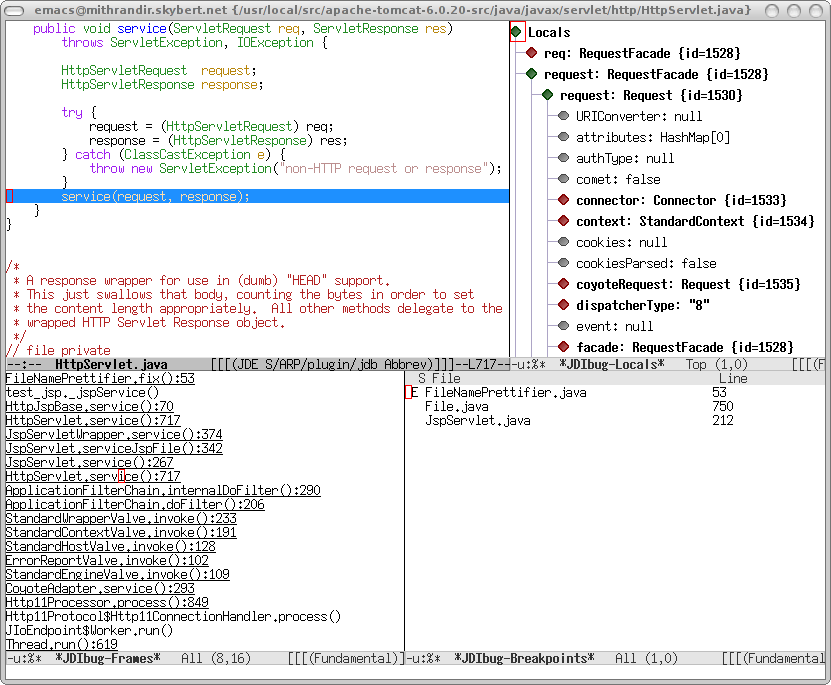 emacs@mithrandir.skybert.net {/usr/local/src/apache-tomcat-6.0.20-src/java/javax/servlet/http/HttpServlet.java}
public void service(ServletRequest req, ServletResponse res)
throws ServletException, IOException {
HttpServletRequest request;
HttpServletResponse response;
try {
request = (HttpServletRequest) req;
response = (HttpServletResponse) res;
} catch (ClassCastException e) {
throw new ServletException("non-HTTP request or response");
}
service(request, response);
}
}
/*
* A response wrapper for use in (dumb) "HEAD" support.
* This just swallows that body, counting the bytes in order to set
* the content length appropriately.  All other methods delegate to the
* wrapped HTTP Servlet Response object.
*/
// file private
--:--  HttpServlet.java      [[[(JDE S/ARP/plugin/jdb Abbrev)]]]--L717--
Locals
req: RequestFacade {id=1528}
request: RequestFacade {id=1528}
request: Request {id=1530}
URIConverter: null
attributes: HashMap[0]
authType: null
comet: false
connector: Connector {id=1533}
context: StandardContext {id=1534}
cookies: null
cookiesParsed: false
coyoteRequest: Request {id=1535}
dispatcherType: "8"
event: null
facade: RequestFacade {id=1528}
-u:%*  *JDIbug-Locals*   Top (1,0)      [[[(F
FileNamePrettifier.fix():53
test_jsp._jspService()
HttpJspBase.service():70
HttpServlet.service():717
JspServletWrapper.service():374
JspServlet.serviceJspFile():342
JspServlet.service():267
HttpServlet.service():717
ApplicationFilterChain.internalDoFilter():290
ApplicationFilterChain.doFilter():206
StandardWrapperValve.invoke():233
StandardContextValve.invoke():191
StandardHostValve.invoke():128
ErrorReportValve.invoke():102
StandardEngineValve.invoke():109
CoyoteAdapter.service():293
Http11Processor.process():849
Http11Protocol$Http11ConnectionHandler.process()
JIoEndpoint$Worker.run()
Thread.run():619
-u:%*  *JDIbug-Frames*   All (8,16)     [[[(Fundamental)]
S File Line
E FileNamePrettifier.java 53
File.java 750
JspServlet.java 212
-u:%*  *JDIbug-Breakpoints*   All (1,0)      [[[(Fundamental